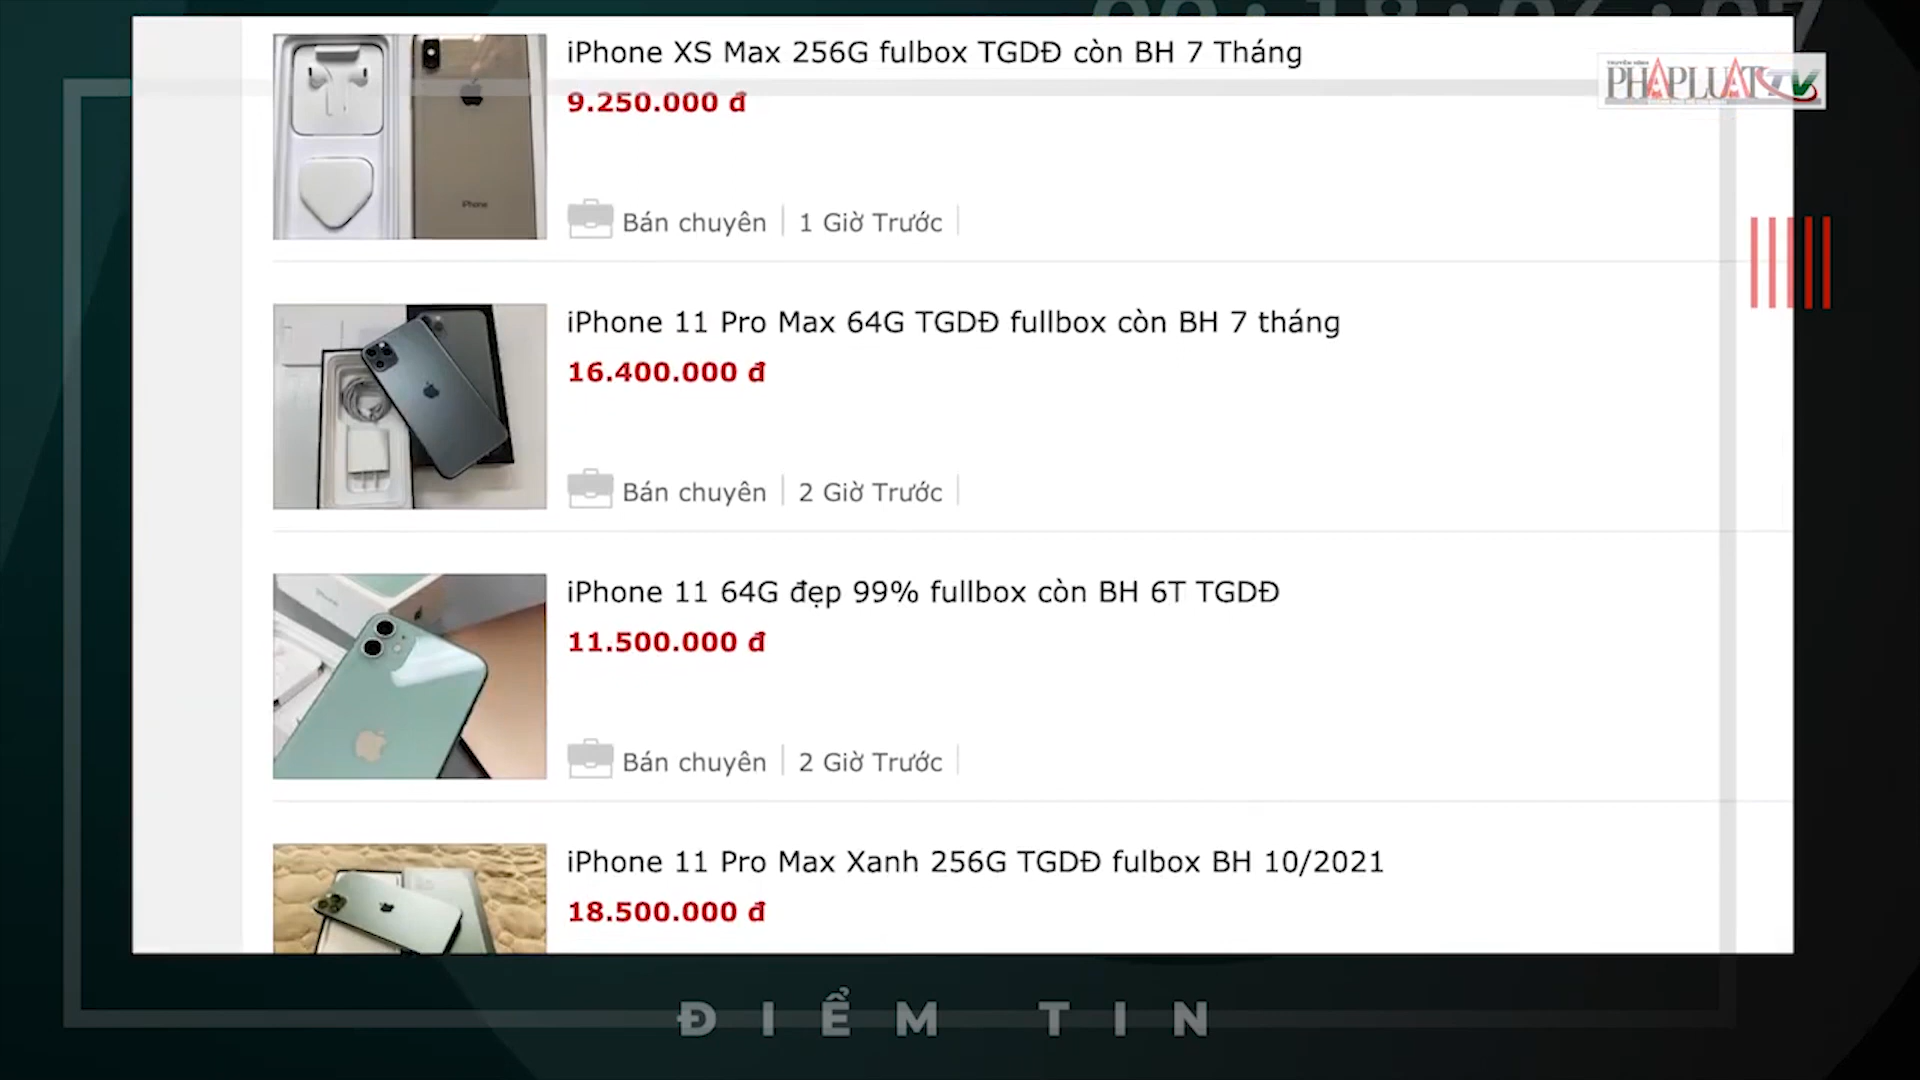 iPhone XS Max 256G fulbox TGDĐ còn BH 7 Tháng
9.250.000 đ
Bán chuyên
1 Giờ Trước
iPhone 11 Pro Max 64G TGDĐ fullbox còn BH 7 tháng
16.400.000 đ
Bán chuyên
2 Giờ Trước
iPhone 11 64G đẹp 99% fullbox còn BH 6T TGDĐ
11.500.000 đ
Bán chuyên
2 Giờ Trước
iPhone 11 Pro Max Xanh 256G TGDĐ fulbox BH 10/2021
18.500.000 đ
PHÁPLUẬT TV
iPhone
ĐIỂM TIN